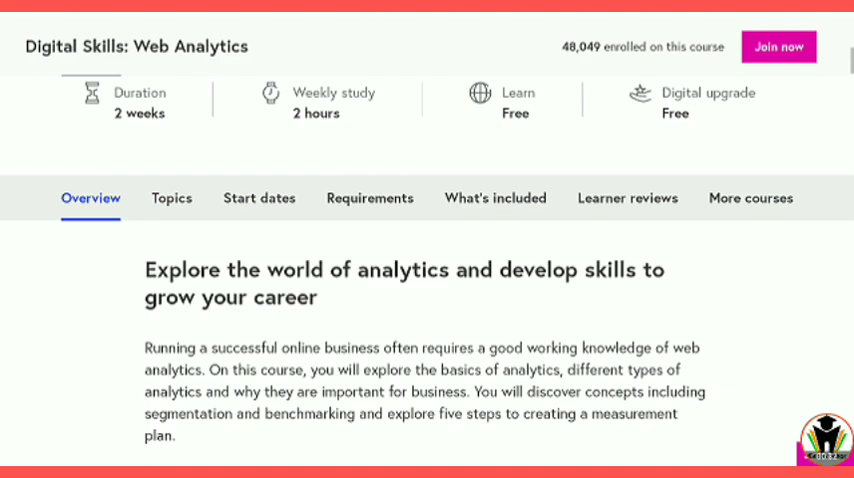 Digital Skills: Web Analytics
48,049 enrolled on this course
Join now
Duration
2 weeks
Weekly study
2 hours
Learn
Free
Digital upgrade
Free
Overview Topics Start dates Requirements What's included Learner reviews More courses
Explore the world of analytics and develop skills to
grow your career
Running a successful online business often requires a good working knowledge of web
analytics. On this course, you will explore the basics of analytics, different types of
analytics and why they are important for business. You will discover concepts including
segmentation and benchmarking and explore five steps to creating a measurement
plan.